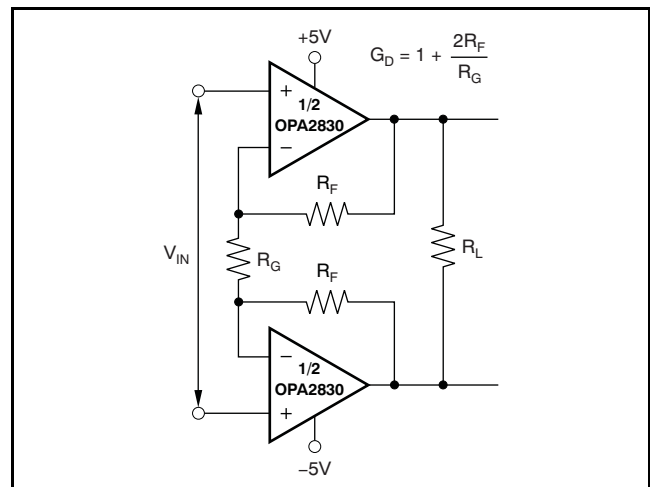 +5V
G_D = 1 + 2R_F / R_G
+
1/2
OPA2830
−
R_F
V_IN
R_G
R_F
R_L
−
1/2
OPA2830
+
−5V